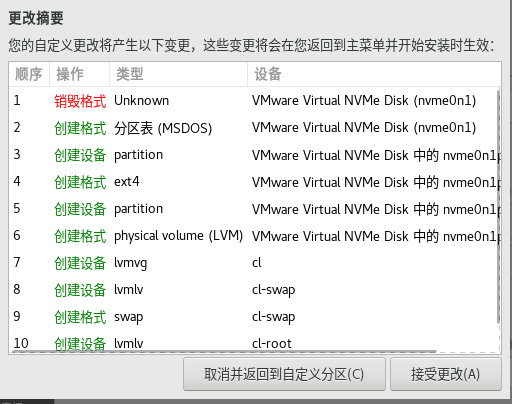 更改摘要
您的自定义更改将产生以下变更，这些变更将会在您返回到主菜单并开始安装时生效：
顺序 操作 类型 设备
1 销毁格式 Unknown VMware Virtual NVMe Disk (nvme0n1)
2 创建格式 分区表 (MSDOS) VMware Virtual NVMe Disk (nvme0n1)
3 创建设备 partition VMware Virtual NVMe Disk 中的 nvme0n1p
4 创建格式 ext4 VMware Virtual NVMe Disk 中的 nvme0n1p
5 创建设备 partition VMware Virtual NVMe Disk 中的 nvme0n1p
6 创建格式 physical volume (LVM) VMware Virtual NVMe Disk 中的 nvme0n1p
7 创建设备 lvmvg cl
8 创建设备 lvmlv cl-swap
9 创建格式 swap cl-swap
10 创建设备 lvmlv cl-root
取消并返回到自定义分区(C) 接受更改(A)